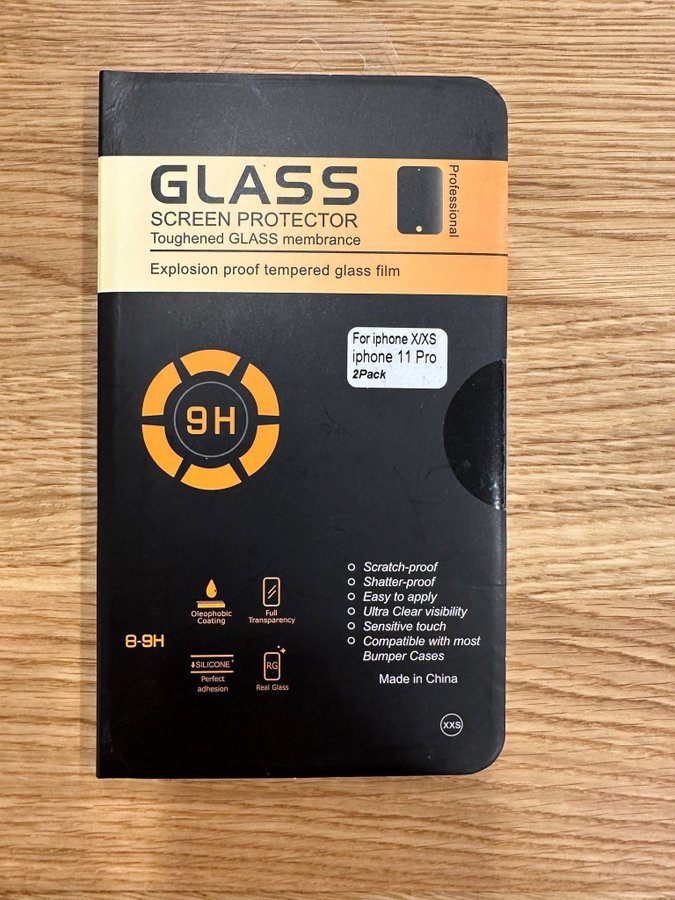 GLASS
SCREEN PROTECTOR
Toughened GLASS membrance
Professional
Explosion proof tempered glass film
For iphone X/XS
iphone 11 Pro
2Pack
9H
Scratch-proof
Shatter-proof
Easy to apply
Ultra Clear visibility
Sensitive touch
Compatible with most
Bumper Cases
Made in China
Oleophobic
Coating
Full
Transparency
8-9H
SILICONE+
Perfect
adhesion
RG
Real Glass
XXS